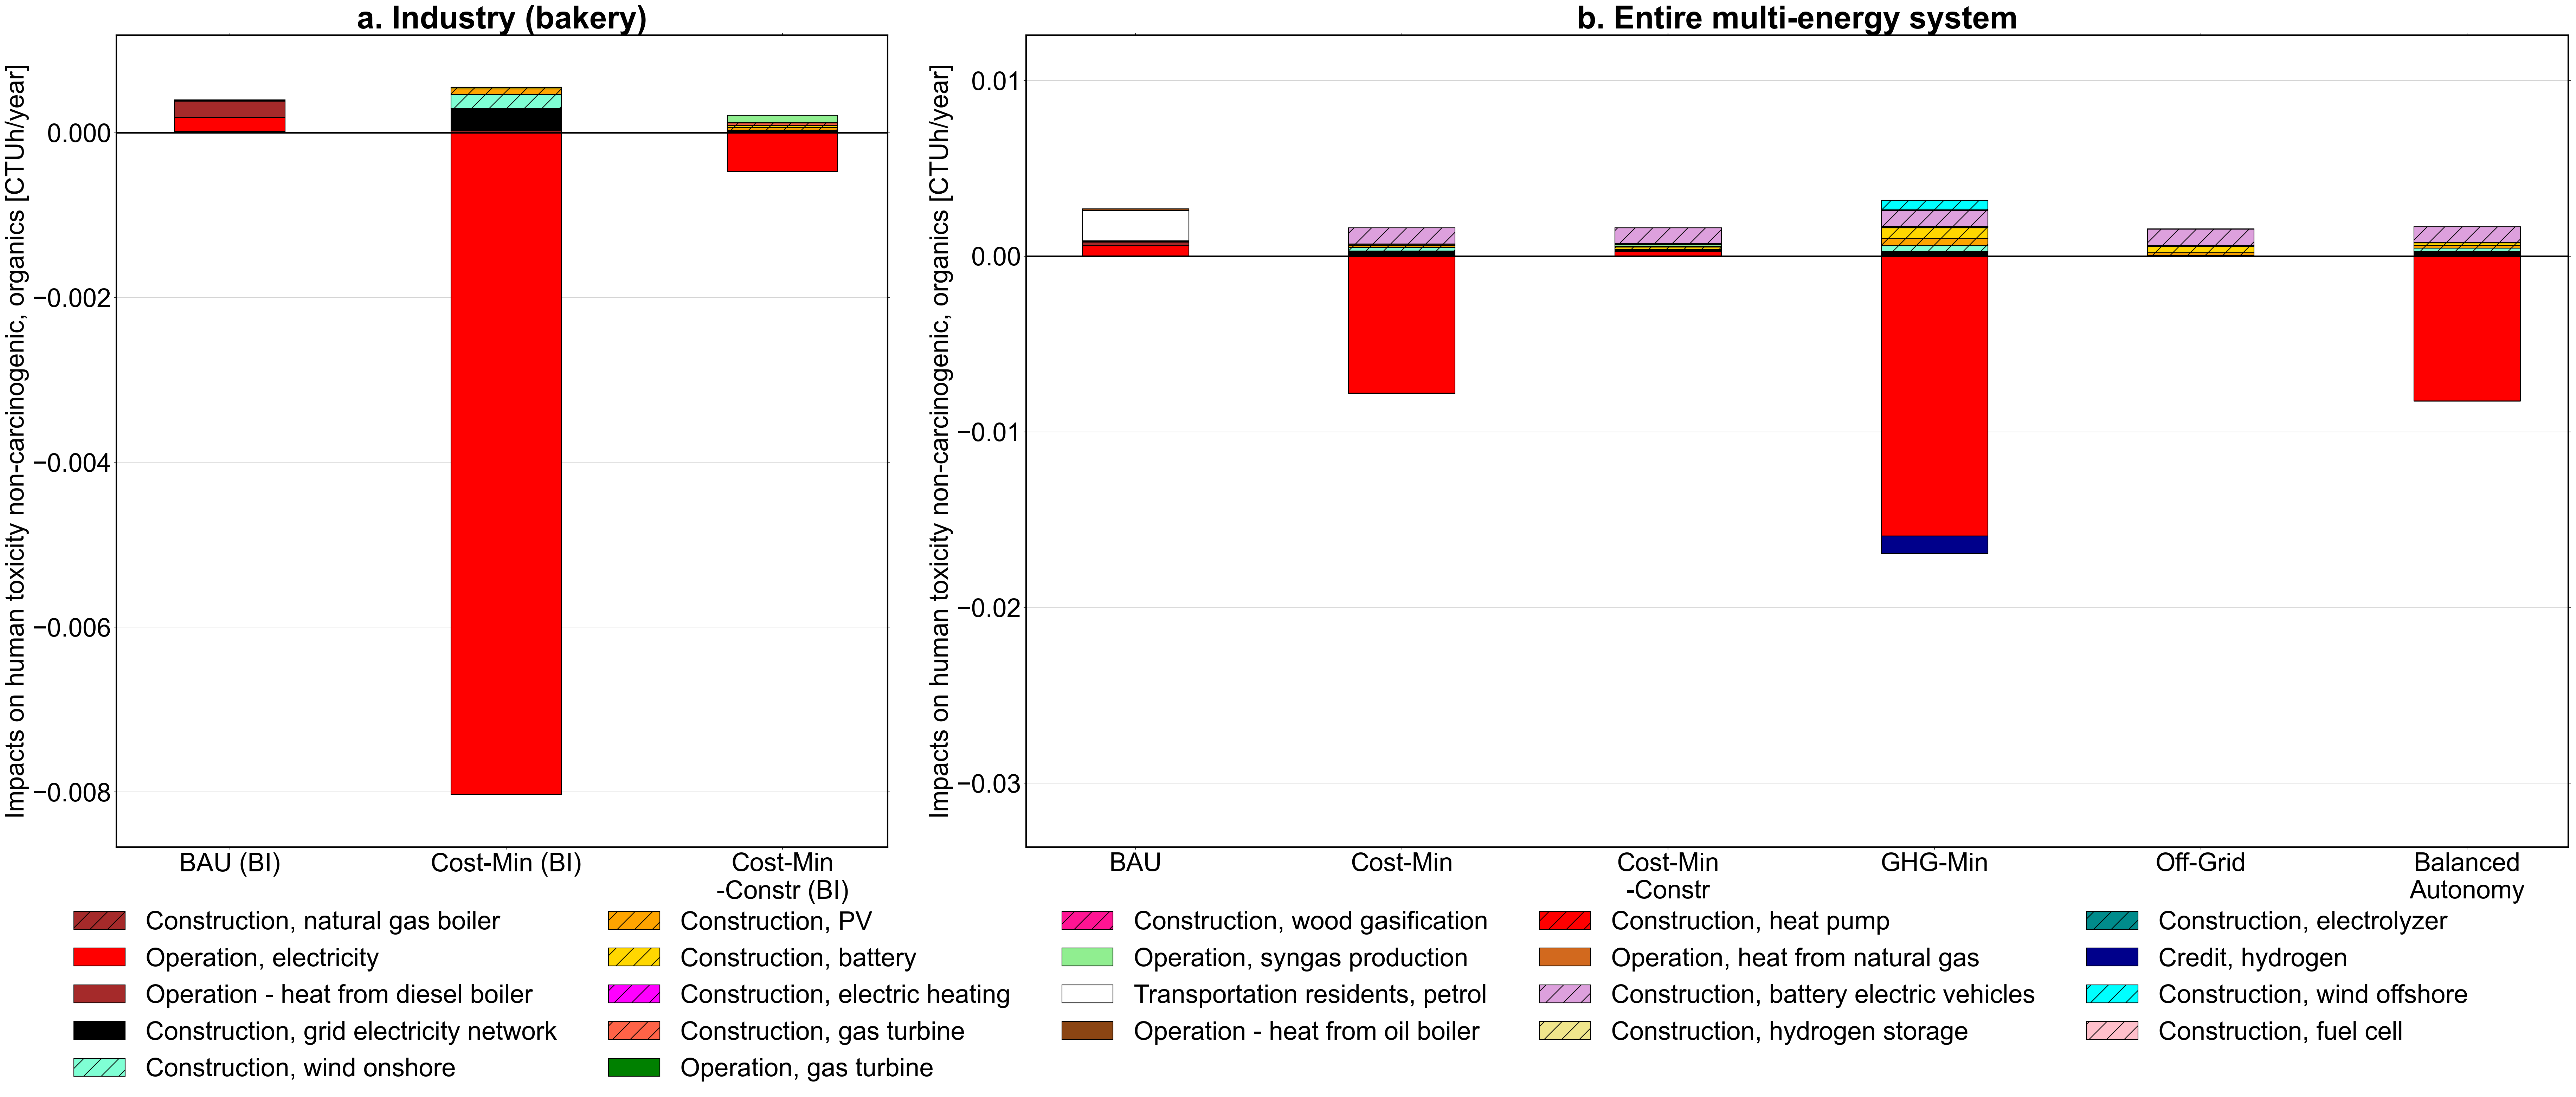 a. Industry (bakery)
Impacts on human toxicity non-carcinogenic, organics [CTUh/year]
0.000
−0.002
−0.004
−0.006
−0.008
BAU (BI)
Cost-Min (BI)
Cost-Min
-Constr (BI)
b. Entire multi-energy system
Impacts on human toxicity non-carcinogenic, organics [CTUh/year]
0.01
0.00
−0.01
−0.02
−0.03
BAU
Cost-Min
Cost-Min
-Constr
GHG-Min
Off-Grid
Balanced
Autonomy
Construction, natural gas boiler
Operation, electricity
Operation - heat from diesel boiler
Construction, grid electricity network
Construction, wind onshore
Construction, PV
Construction, battery
Construction, electric heating
Construction, gas turbine
Operation, gas turbine
Construction, wood gasification
Operation, syngas production
Transportation residents, petrol
Operation - heat from oil boiler
Construction, heat pump
Operation, heat from natural gas
Construction, battery electric vehicles
Construction, hydrogen storage
Construction, electrolyzer
Credit, hydrogen
Construction, wind offshore
Construction, fuel cell